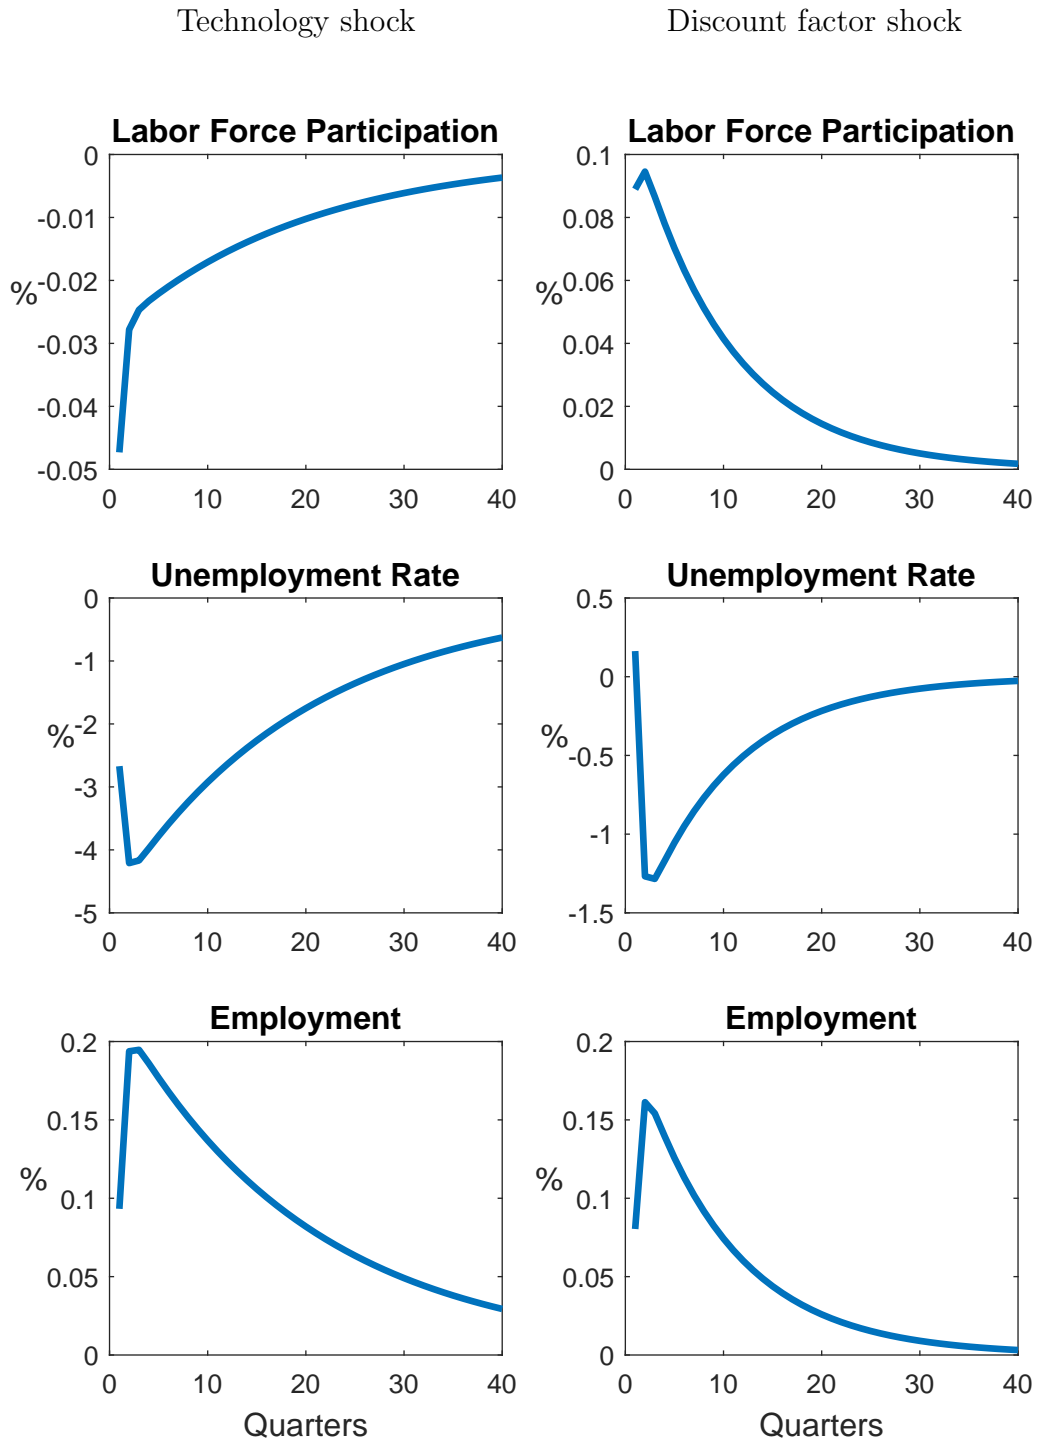 Technology shock
Discount factor shock
Labor Force Participation
0
-0.01
-0.02
-0.03
-0.04
-0.05
%
0 10 20 30 40
Labor Force Participation
0.1
0.08
0.06
0.04
0.02
0
%
0 10 20 30 40
Unemployment Rate
0
-1
-2
-3
-4
-5
%
0 10 20 30 40
Unemployment Rate
0.5
0
-0.5
-1
-1.5
%
0 10 20 30 40
Employment
0.2
0.15
0.1
0.05
0
%
0 10 20 30 40
Quarters
Employment
0.2
0.15
0.1
0.05
0
%
0 10 20 30 40
Quarters